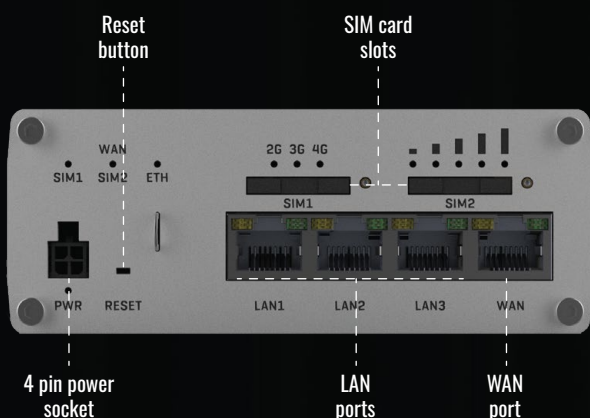 Reset
button
SIM card
slots
WAN
SIM1 SIM2 ETH
2G 3G 4G
SIM1
SIM2
PWR RESET
LAN1 LAN2 LAN3 WAN
4 pin power
socket
LAN
ports
WAN
port